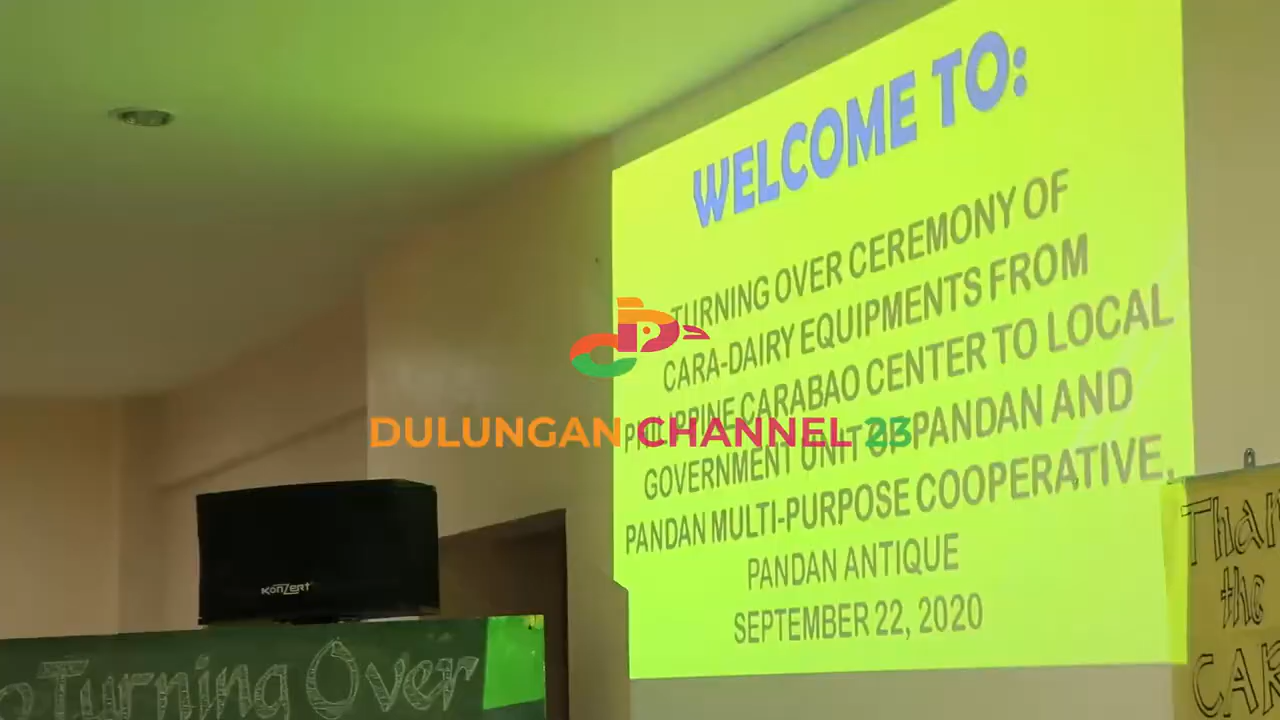 WELCOME TO:
TURNING OVER CEREMONY OF
CARA-DAIRY EQUIPMENTS FROM
PHILIPPINE CARABAO CENTER TO LOCAL
GOVERNMENT UNIT OF PANDAN AND
PANDAN MULTI-PURPOSE COOPERATIVE,
PANDAN ANTIQUE
SEPTEMBER 22, 2020
DULUNGAN CHANNEL 23
KONZERT
Turning Over
the